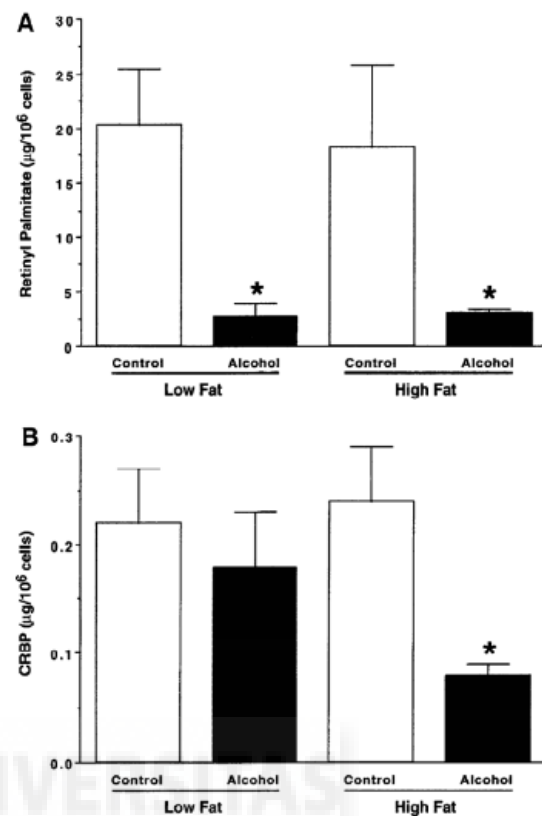 A
Retinyl Palmitate (µg/10⁶ cells)
30
25
20
15
10
5
0
*
*
Control Alcohol Control Alcohol
Low Fat High Fat
B
CRBP (µg/10⁶ cells)
0.3
0.2
0.1
0.0
*
Control Alcohol Control Alcohol
Low Fat High Fat
VERSITAS